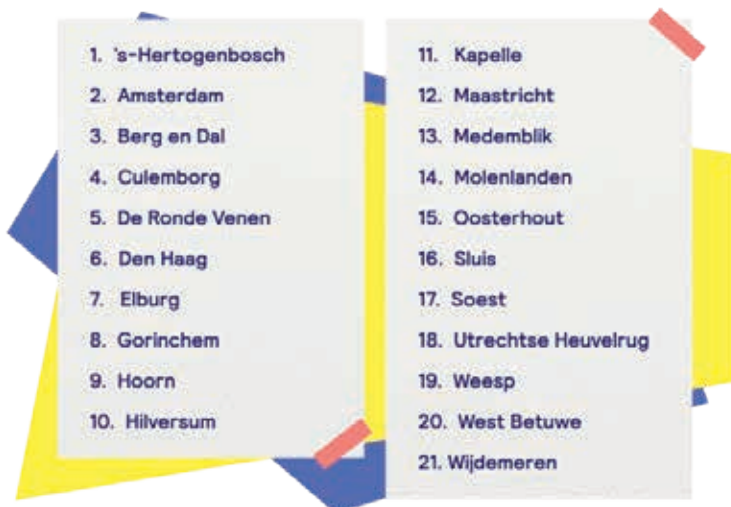 1. 's-Hertogenbosch
2. Amsterdam
3. Berg en Dal
4. Culemborg
5. De Ronde Venen
6. Den Haag
7. Elburg
8. Gorinchem
9. Hoorn
10. Hilversum
11. Kapelle
12. Maastricht
13. Medemblik
14. Molenlanden
15. Oosterhout
16. Sluis
17. Soest
18. Utrechtse Heuvelrug
19. Weesp
20. West Betuwe
21. Wijdemeren